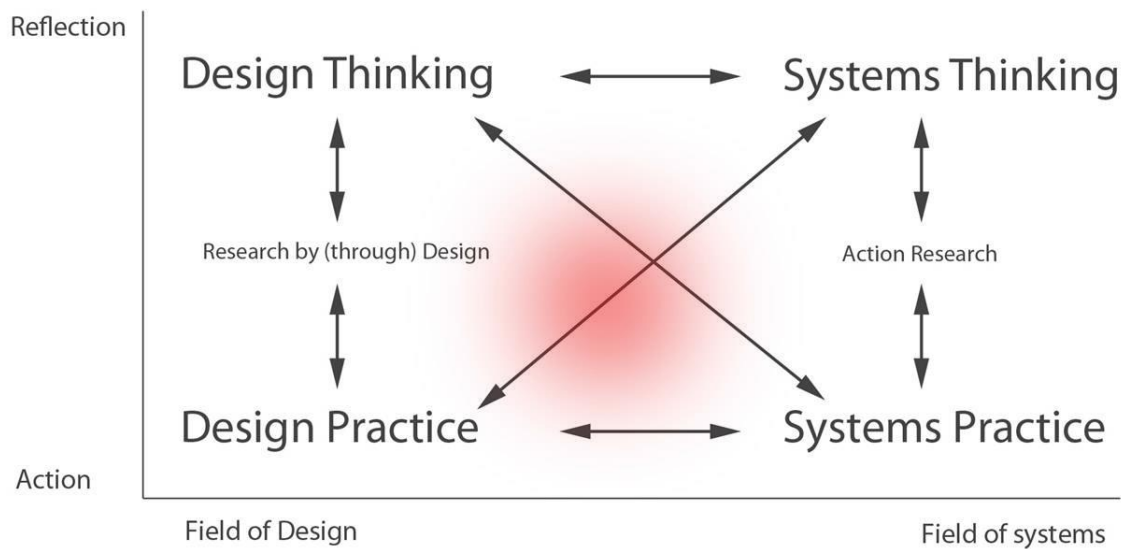 Reflection
Design Thinking
Systems Thinking
Research by (through) Design
Action Research
Design Practice
Systems Practice
Action
Field of Design
Field of systems